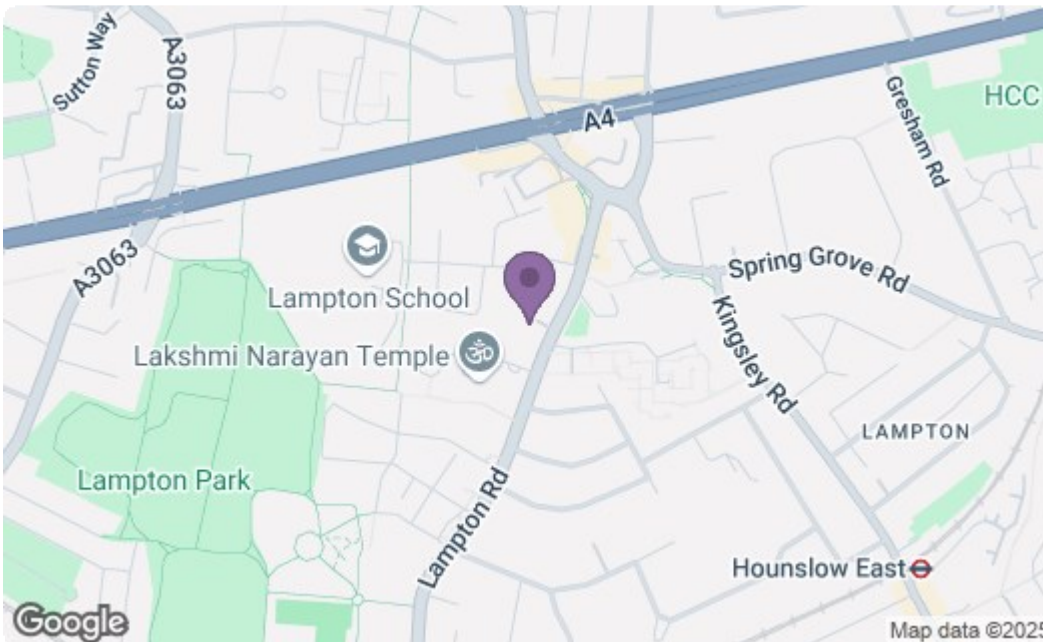 Sutton Way
A3063
A4
HCC
Gresham Rd
A3063
Lampton School
Spring Grove Rd
Lakshmi Narayan Temple
ॐ
Kingsley Rd
LAMPTON
Lampton Park
Lampton Rd
Hounslow East
Google
Map data ©2025